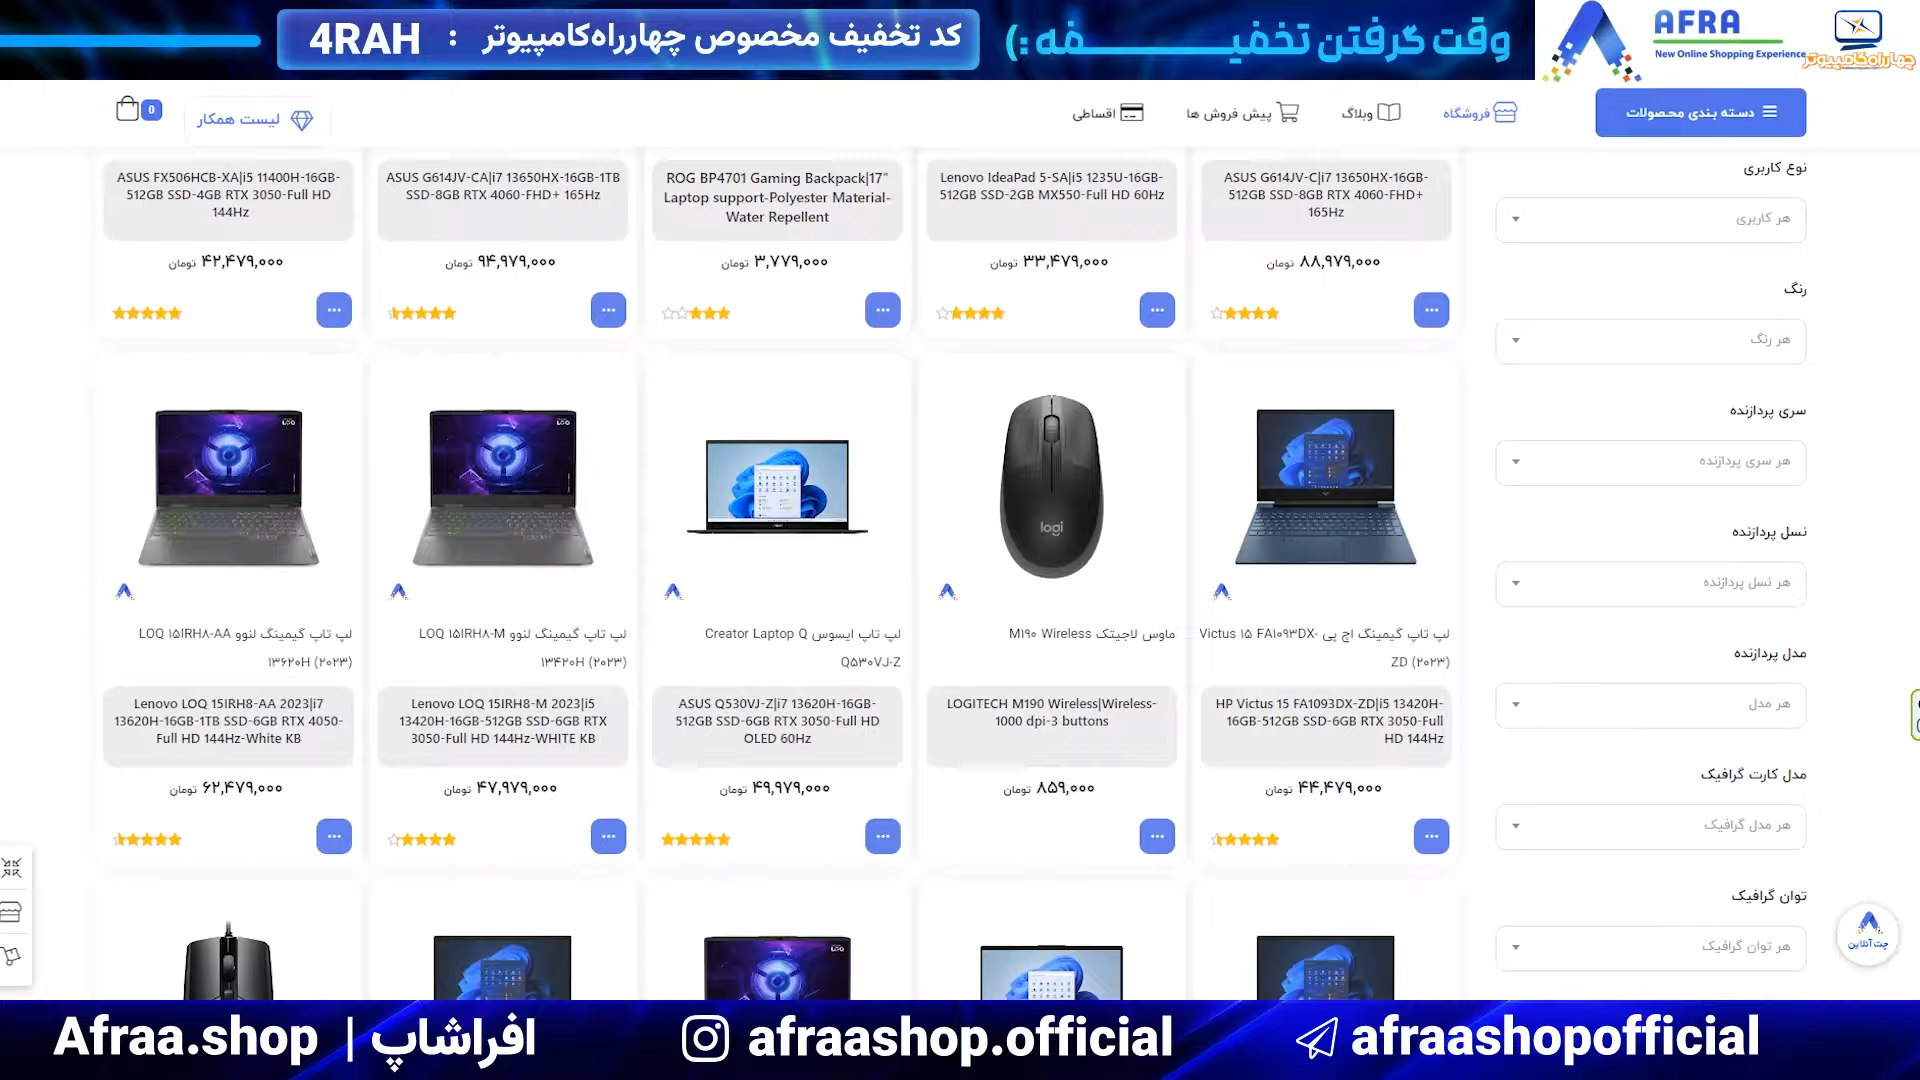 وقت گرفتن تخفیـــــــــــفه :)
کد تخفیف مخصوص چهارراه‌کامپیوتر : 4RAH
AFRA
New Online Shopping Experience
چهارراه‌کامپیوتر
دسته بندی محصولات
فروشگاه
وبلاگ
پیش فروش ها
اقساطی
لیست همکار
0
نوع کاربری
هر کاربری
رنگ
هر رنگ
سری پردازنده
هر سری پردازنده
نسل پردازنده
هر نسل پردازنده
مدل پردازنده
هر مدل
مدل کارت گرافیک
هر مدل گرافیک
توان گرافیک
هر توان گرافیک
ASUS G614JV-C|i7 13650HX-16GB-
512GB SSD-8GB RTX 4060-FHD+
165Hz
۸۸,۹۷۹,۰۰۰ تومان
Lenovo IdeaPad 5-SA|i5 1235U-16GB-
512GB SSD-2GB MX550-Full HD 60Hz
۳۳,۴۷۹,۰۰۰ تومان
ROG BP4701 Gaming Backpack|17"
Laptop support-Polyester Material-
Water Repellent
۳,۷۷۹,۰۰۰ تومان
ASUS G614JV-CA|i7 13650HX-16GB-1TB
SSD-8GB RTX 4060-FHD+ 165Hz
۹۴,۹۷۹,۰۰۰ تومان
ASUS FX506HCB-XA|i5 11400H-16GB-
512GB SSD-4GB RTX 3050-Full HD
144Hz
۴۲,۴۷۹,۰۰۰ تومان
لپ تاپ گیمینگ اچ پی Victus ۱۵ FA۱۰۹۳DX-
ZD (۲۰۲۳)
HP Victus 15 FA1093DX-ZD|i5 13420H-
16GB-512GB SSD-6GB RTX 3050-Full
HD 144Hz
۴۴,۴۷۹,۰۰۰ تومان
logi
ماوس لاجیتک M۱۹۰ Wireless
LOGITECH M190 Wireless|Wireless-
1000 dpi-3 buttons
۸۵۹,۰۰۰ تومان
لپ تاپ ایسوس Creator Laptop Q
Q۵۳۰VJ-Z
ASUS Q530VJ-Z|i7 13620H-16GB-
512GB SSD-6GB RTX 3050-Full HD
OLED 60Hz
۴۹,۹۷۹,۰۰۰ تومان
LOQ
لپ تاپ گیمینگ لنوو LOQ ۱۵IRH۸-M
۱۳۴۲۰H (۲۰۲۳)
Lenovo LOQ 15IRH8-M 2023|i5
13420H-16GB-512GB SSD-6GB RTX
3050-Full HD 144Hz-WHITE KB
۴۷,۹۷۹,۰۰۰ تومان
LOQ
لپ تاپ گیمینگ لنوو LOQ ۱۵IRH۸-AA
۱۳۶۲۰H (۲۰۲۳)
Lenovo LOQ 15IRH8-AA 2023|i7
13620H-16GB-1TB SSD-6GB RTX 4050-
Full HD 144Hz-White KB
۶۲,۴۷۹,۰۰۰ تومان
LOQ
چت آنلاین
Afraa.shop | افراشاپ
afraashop.official
afraashopofficial